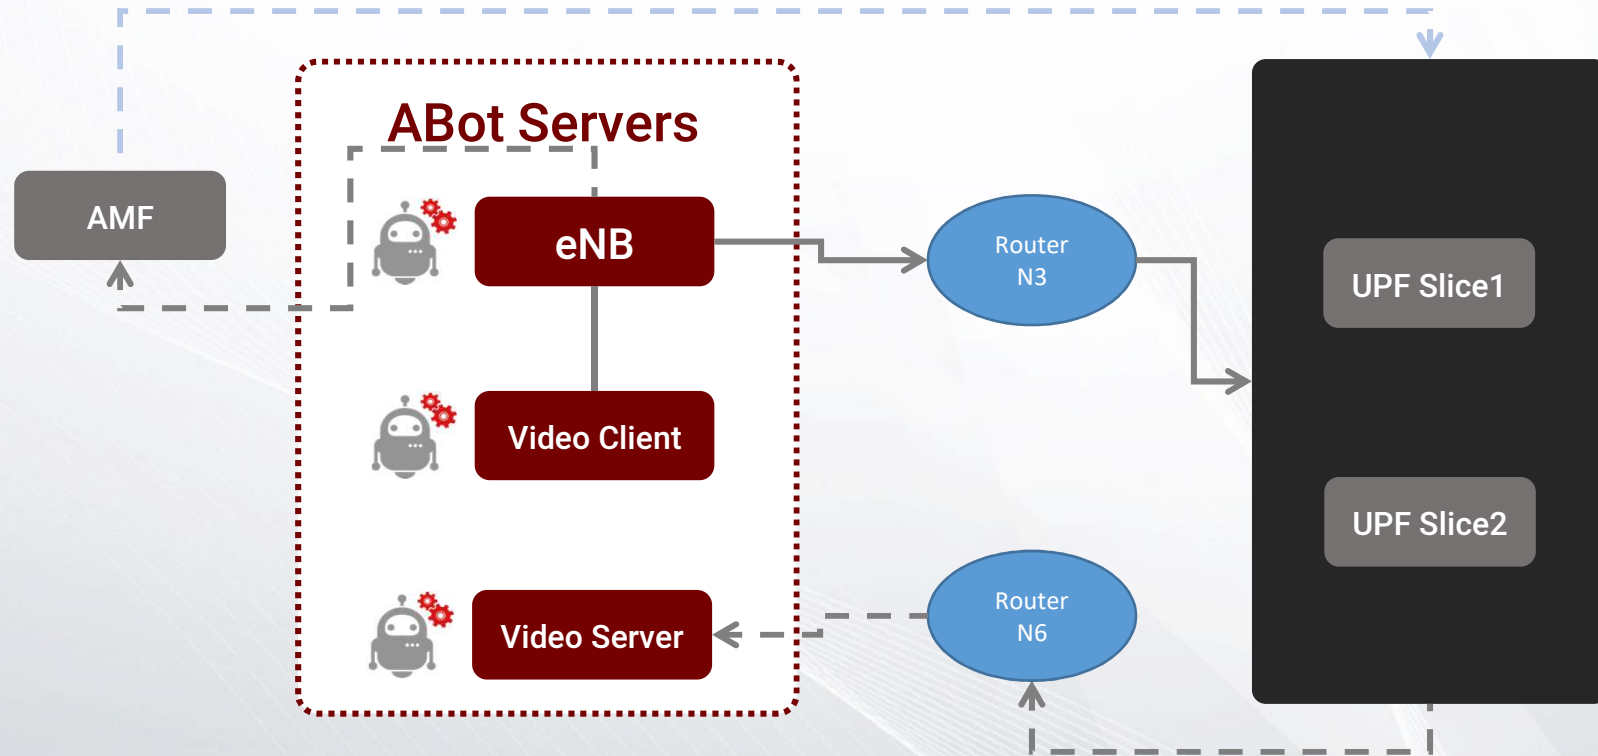 ABot Servers
AMF
eNB
Router
N3
UPF Slice1
Video Client
UPF Slice2
Router
N6
Video Server